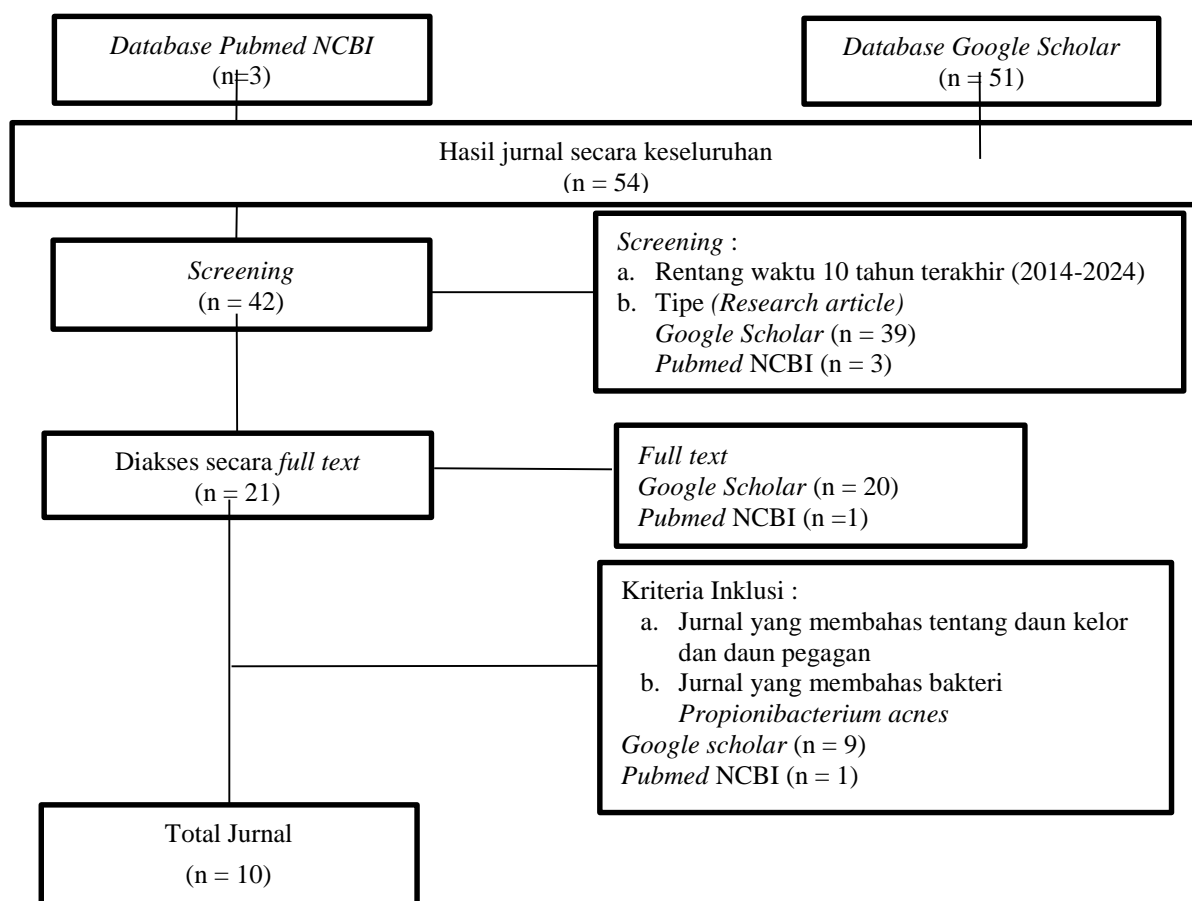 Database Pubmed NCBI
(n=3)
Database Google Scholar
(n = 51)
Hasil jurnal secara keseluruhan
(n = 54)
Screening
(n = 42)
Screening :
a. Rentang waktu 10 tahun terakhir (2014-2024)
b. Tipe (Research article)
Google Scholar (n = 39)
Pubmed NCBI (n = 3)
Diakses secara full text
(n = 21)
Full text
Google Scholar (n = 20)
Pubmed NCBI (n =1)
Kriteria Inklusi :
a. Jurnal yang membahas tentang daun kelor
dan daun pegagan
b. Jurnal yang membahas bakteri
Propionibacterium acnes
Google scholar (n = 9)
Pubmed NCBI (n = 1)
Total Jurnal
(n = 10)